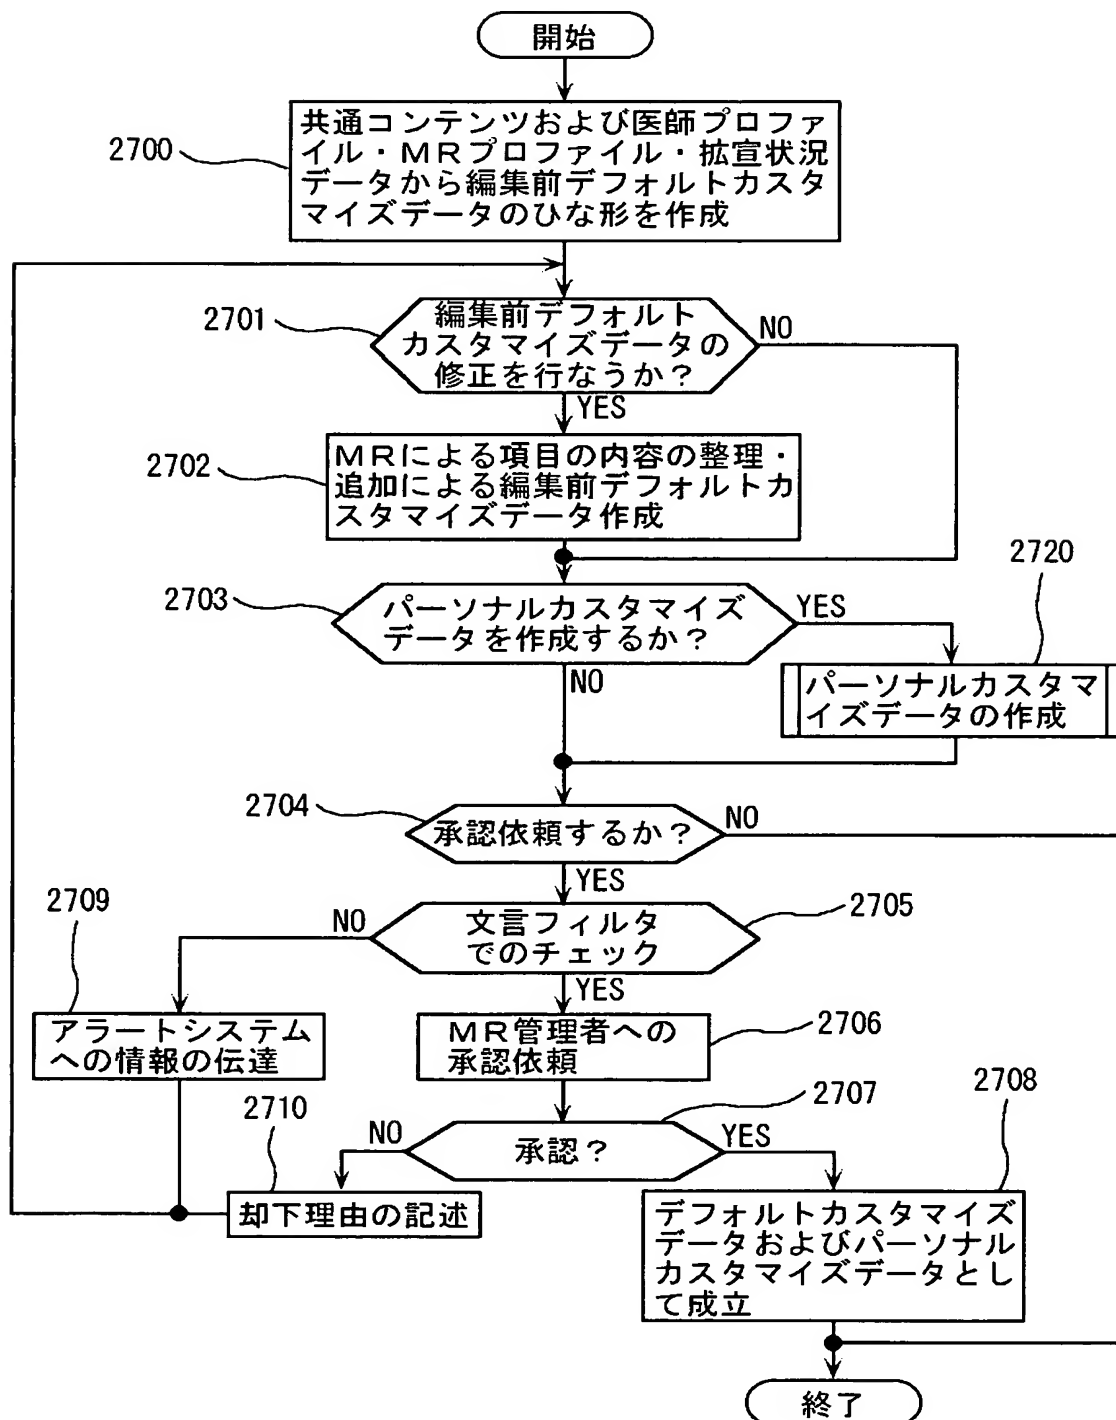 開始
2700
共通コンテンツおよび医師プロファ
イル・MRプロファイル・拡宣状況
データから編集前デフォルトカスタ
マイズデータのひな形を作成
2701
編集前デフォルト
カスタマイズデータの
修正を行なうか？
NO
YES
2702
MRによる項目の内容の整理・
追加による編集前デフォルトカ
スタマイズデータ作成
2703
パーソナルカスタマイズ
データを作成するか？
YES
NO
2720
パーソナルカスタマ
イズデータの作成
2704
承認依頼するか？
NO
YES
2705
文言フィルタ
でのチェック
NO
YES
2709
アラートシステム
への情報の伝達
2706
MR管理者への
承認依頼
2707
承認？
NO
YES
2710
却下理由の記述
2708
デフォルトカスタマイズ
データおよびパーソナル
カスタマイズデータとし
て成立
終了